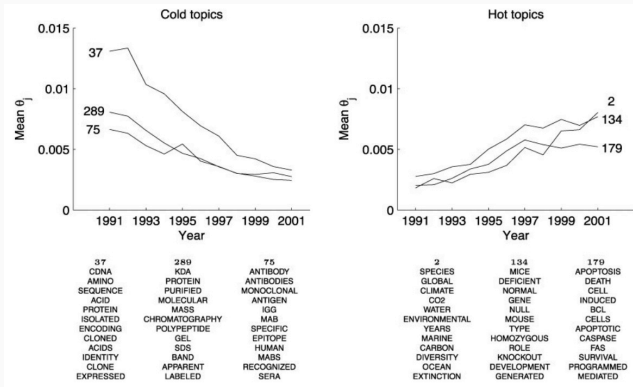 Cold topics
0.015
37
0.01
289
75
0.005
0
Mean θj
1991 1993 1995 1997 1999 2001
Year
Hot topics
0.015
0.01
2
134
0.005
179
0
Mean θj
1991 1993 1995 1997 1999 2001
Year
37 289 75
CDNA KDA ANTIBODY
AMINO PROTEIN ANTIBODIES
SEQUENCE PURIFIED MONOCLONAL
ACID MOLECULAR ANTIGEN
PROTEIN MASS IGG
ISOLATED CHROMATOGRAPHY MAB
ENCODING POLYPEPTIDE SPECIFIC
CLONED GEL EPITOPE
ACIDS SDS HUMAN
IDENTITY BAND MABS
CLONE APPARENT RECOGNIZED
EXPRESSED LABELED SERA
2 134 179
SPECIES MICE APOPTOSIS
GLOBAL DEFICIENT DEATH
CLIMATE NORMAL CELL
CO2 GENE INDUCED
WATER NULL BCL
ENVIRONMENTAL MOUSE CELLS
YEARS TYPE APOPTOTIC
MARINE HOMOZYGOUS CASPASE
CARBON ROLE FAS
DIVERSITY KNOCKOUT SURVIVAL
OCEAN DEVELOPMENT PROGRAMMED
EXTINCTION GENERATED MEDIATED